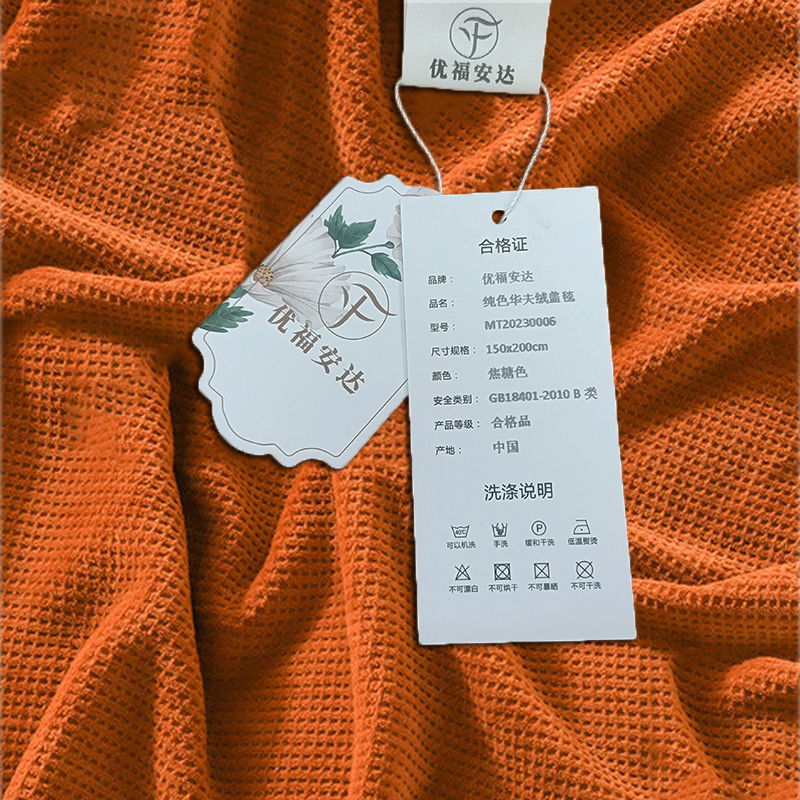 优福安达
优福安达
合格证
品牌： 优福安达
品名： 纯色华夫绒盖毯
型号： MT20230006
尺寸规格： 150x200cm
颜色： 焦糖色
安全类别： GB18401-2010 B 类
产品等级： 合格品
产地： 中国
洗涤说明
40℃ P
可以机洗 手洗 缓和干洗 低温熨烫
不可漂白 不可烘干 不可暴晒 不可干洗